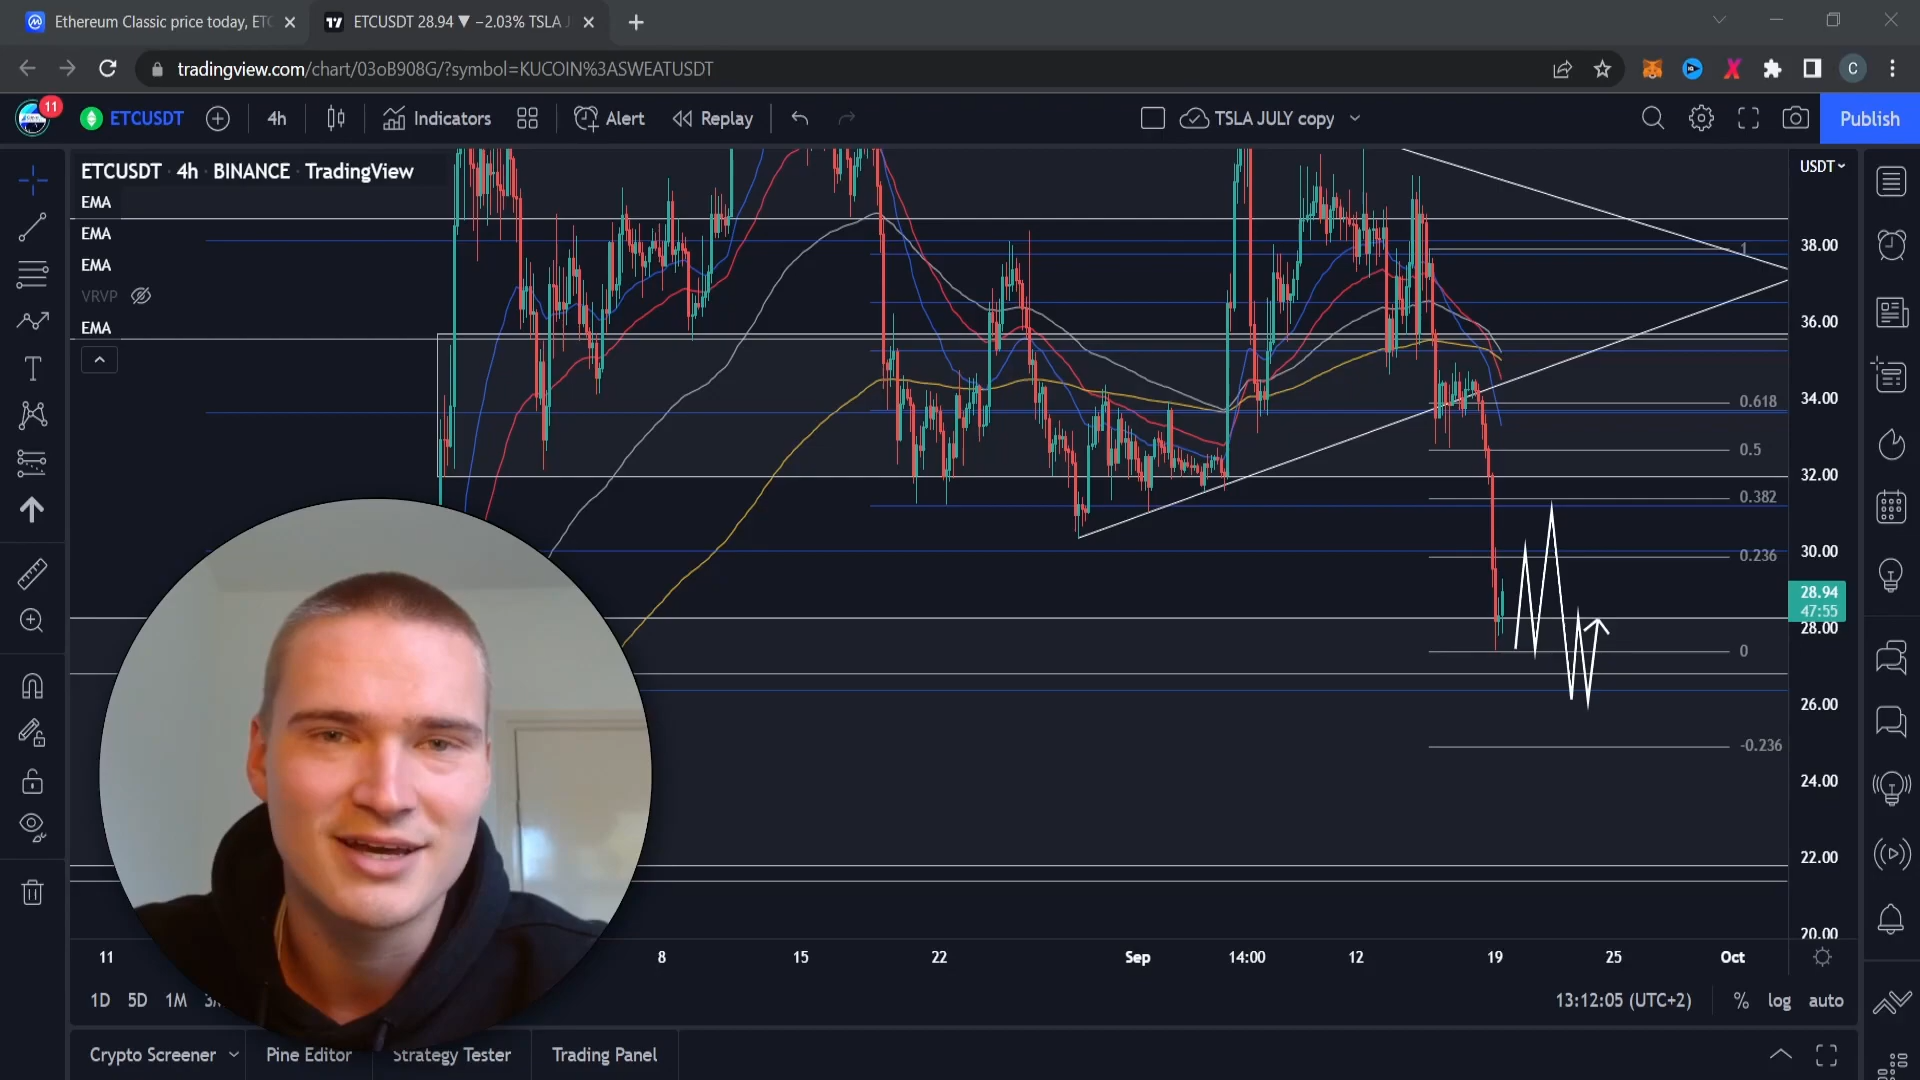 Ethereum Classic price today, ETC
ETCUSDT 28.94 ▼ −2.03% TSLA J
tradingview.com/chart/03oB908G/?symbol=KUCOIN%3ASWEATUSDT
C
11
ETCUSDT
4h
Indicators
Alert
Replay
TSLA JULY copy
Publish
ETCUSDT · 4h · BINANCE · TradingView
USDT
EMA
EMA
EMA
VRVP
EMA
1
0.618
0.5
0.382
0.236
0
-0.236
38.00
36.00
34.00
32.00
30.00
28.94
47:55
28.00
26.00
24.00
22.00
20.00
11
8
15
22
Sep
14:00
12
19
25
Oct
1D
5D
1M
13:12:05 (UTC+2)
%
log
auto
Crypto Screener
Pine Editor
Strategy Tester
Trading Panel